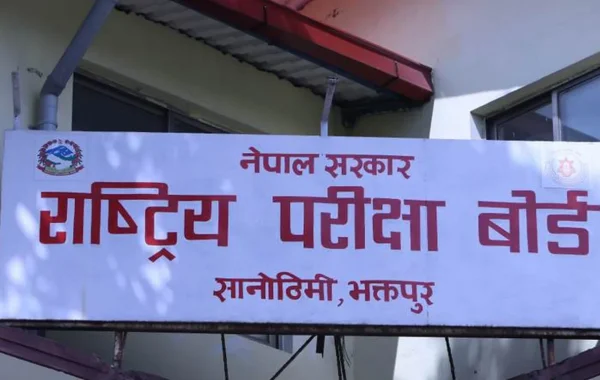 नेपाल सरकार
राष्ट्रिय परीक्षा बोर्ड
सानोठिमी, भक्तपुर